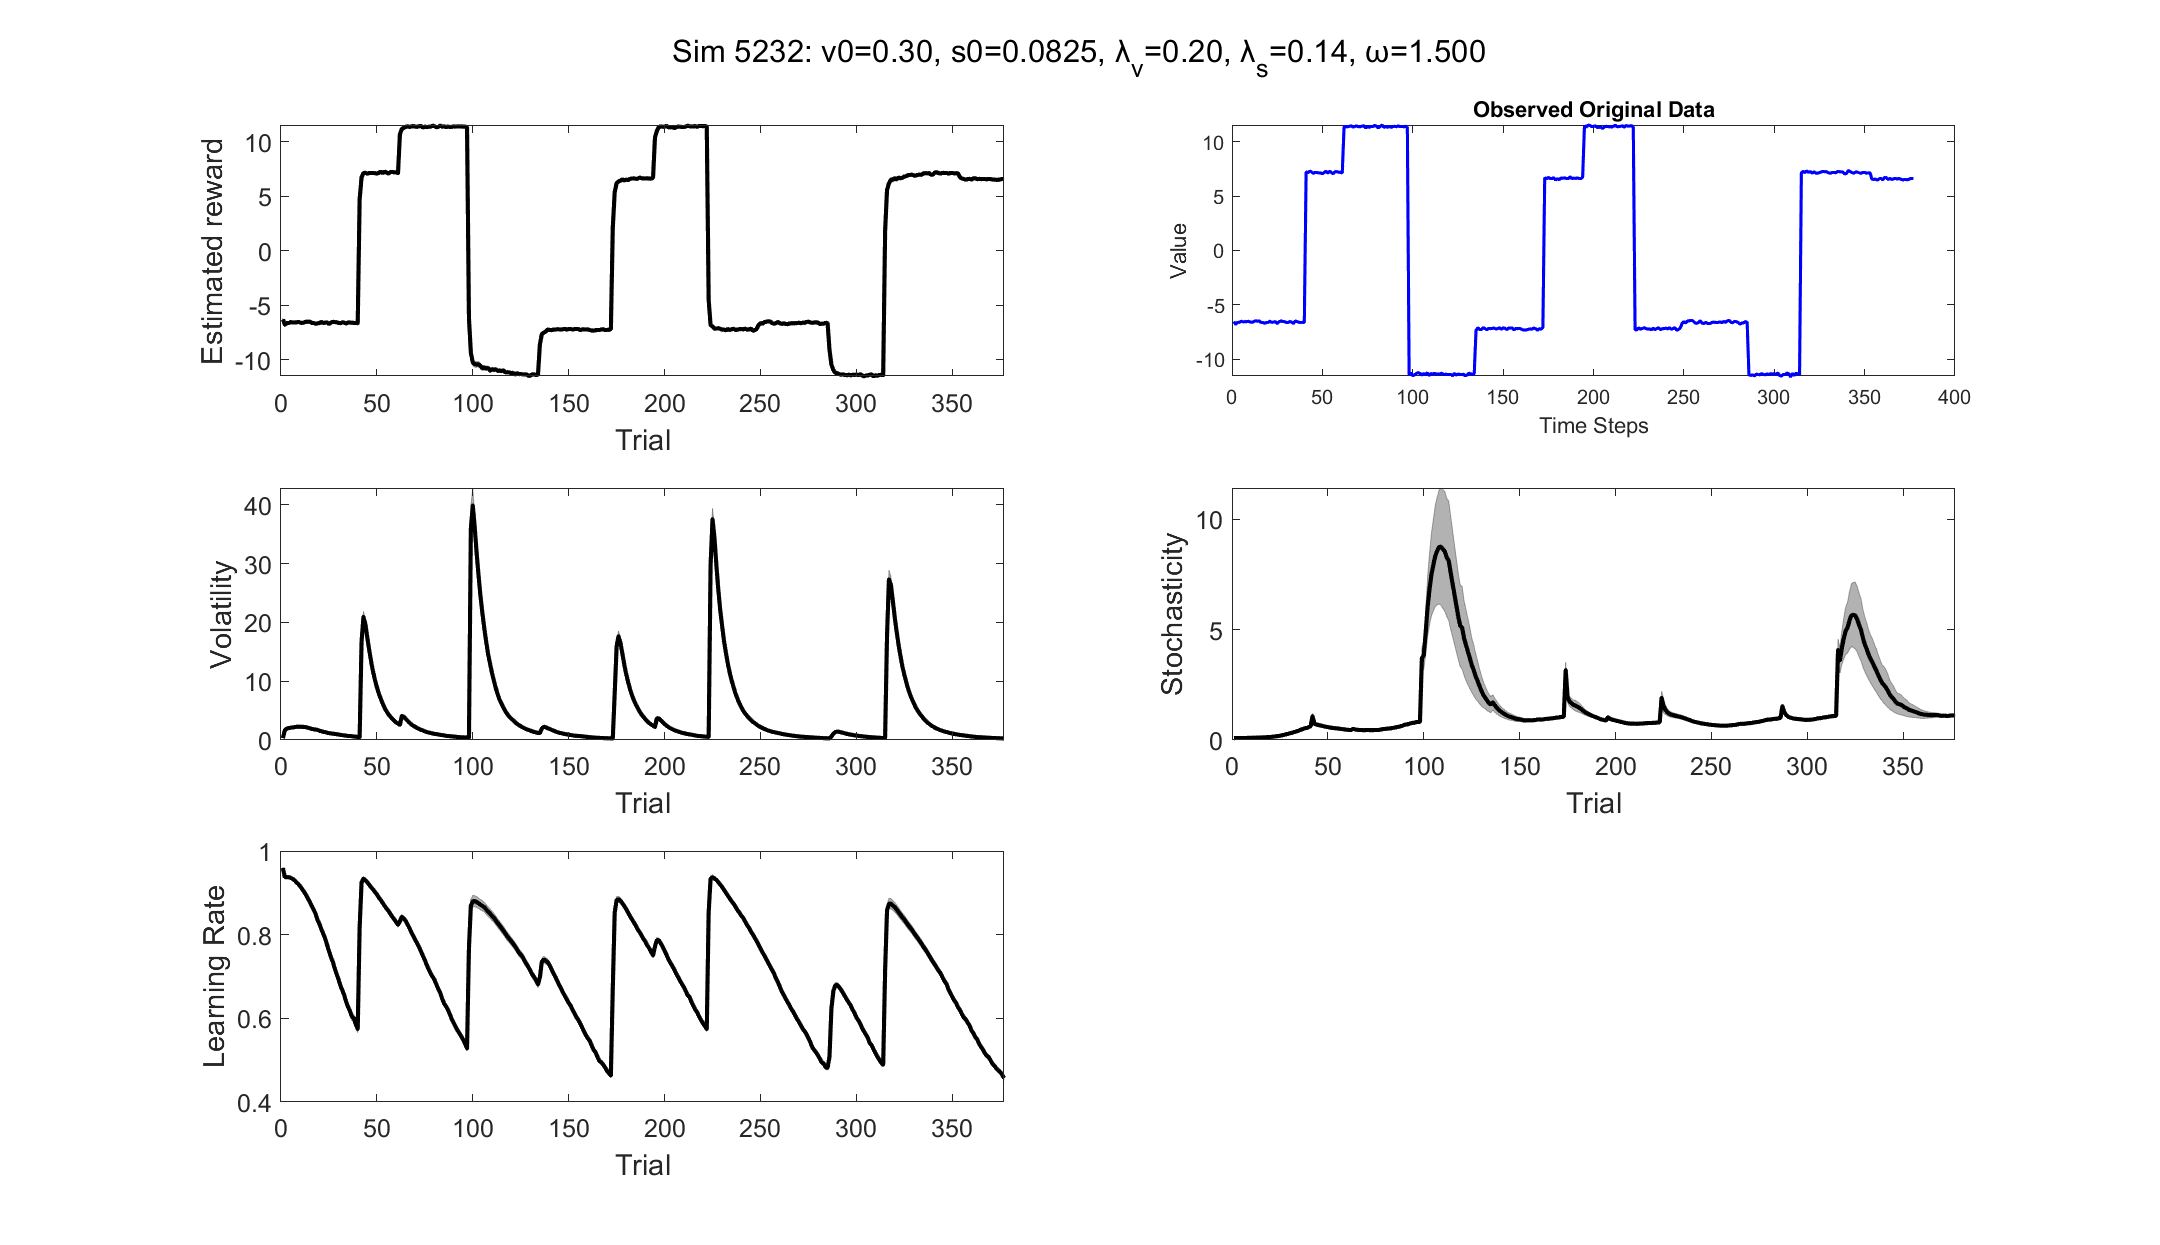 Sim 5232: v0=0.30, s0=0.0825, λ_v=0.20, λ_s=0.14, ω=1.500
Estimated reward
10
5
0
-5
-10
0 50 100 150 200 250 300 350
Trial
Observed Original Data
Value
10
5
0
-5
-10
0 50 100 150 200 250 300 350 400
Time Steps
Volatility
40
30
20
10
0
0 50 100 150 200 250 300 350
Trial
Stochasticity
10
5
0
0 50 100 150 200 250 300 350
Trial
Learning Rate
1
0.8
0.6
0.4
0 50 100 150 200 250 300 350
Trial